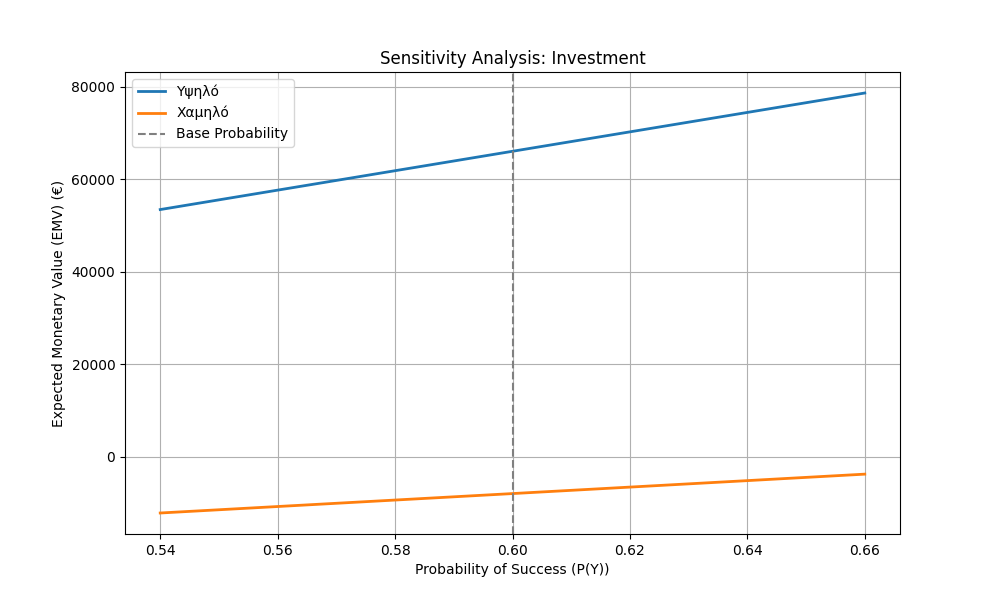 Sensitivity Analysis: Investment
Υψηλό
Χαμηλό
Base Probability
Expected Monetary Value (EMV) (€)
80000
60000
40000
20000
0
0.54 0.56 0.58 0.60 0.62 0.64 0.66
Probability of Success (P(Y))